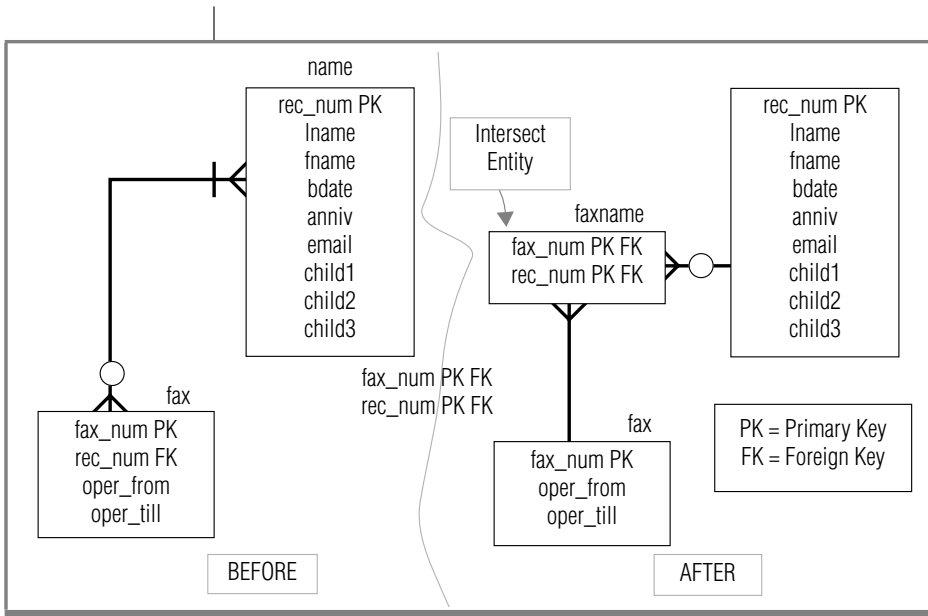 name
rec_num PK
lname
fname
bdate
anniv
email
child1
child2
child3
fax
fax_num PK
rec_num FK
oper_from
oper_till
BEFORE
fax_num PK FK
rec_num PK FK
Intersect
Entity
faxname
fax_num PK FK
rec_num PK FK
rec_num PK
lname
fname
bdate
anniv
email
child1
child2
child3
fax
fax_num PK
oper_from
oper_till
PK = Primary Key
FK = Foreign Key
AFTER